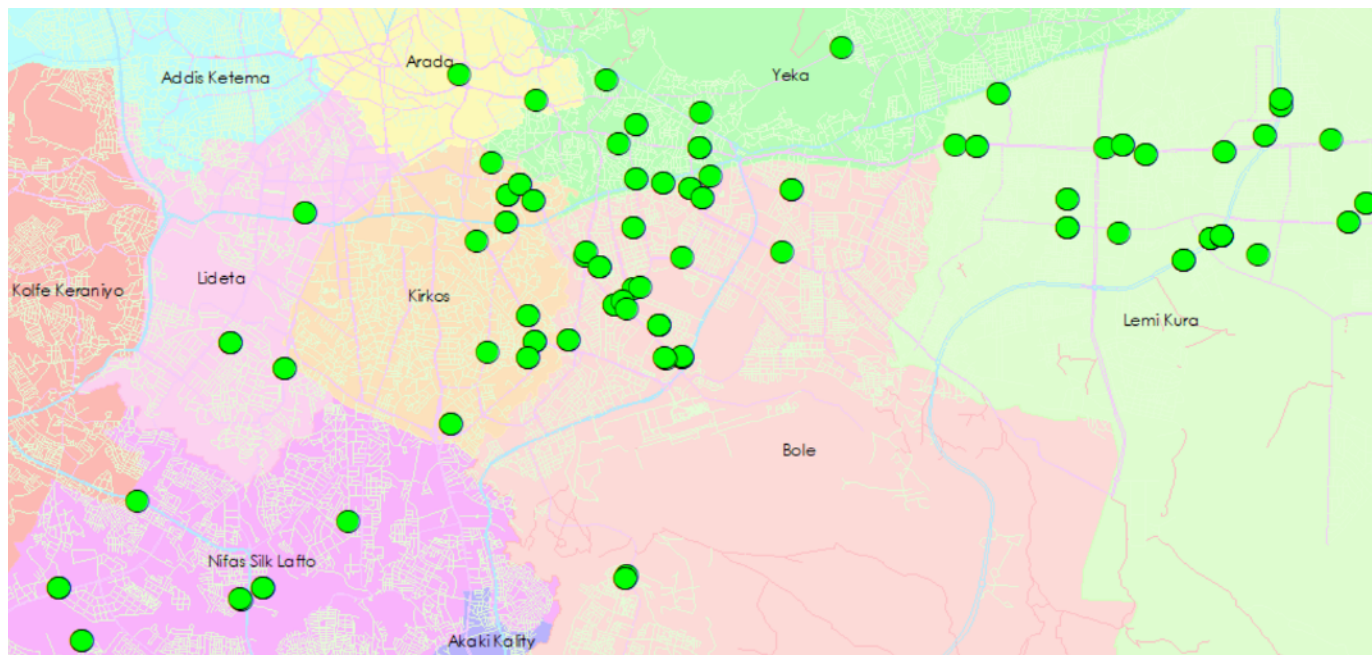 Arada
Addis Ketema
Yeka
Lideta
Kolfe Keraniyo
Kirkos
Lemi Kura
Bole
Nifas Silk Lafto
Akaki Kality